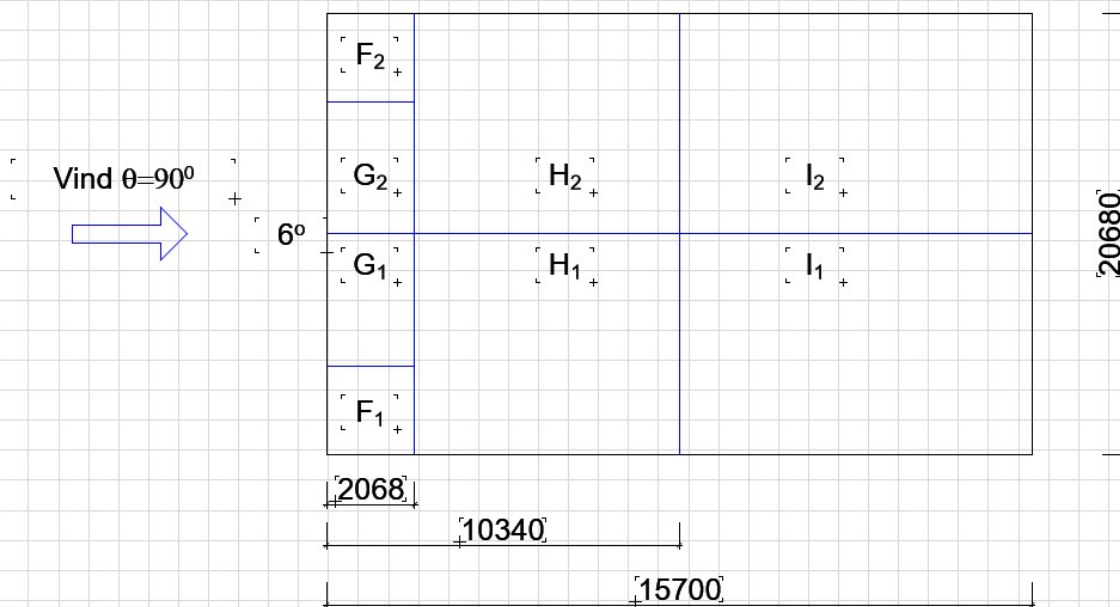 F₂
G₂ H₂ I₂
Vind θ=90⁰
6º
20680
G₁ H₁ I₁
F₁
2068
10340
15700